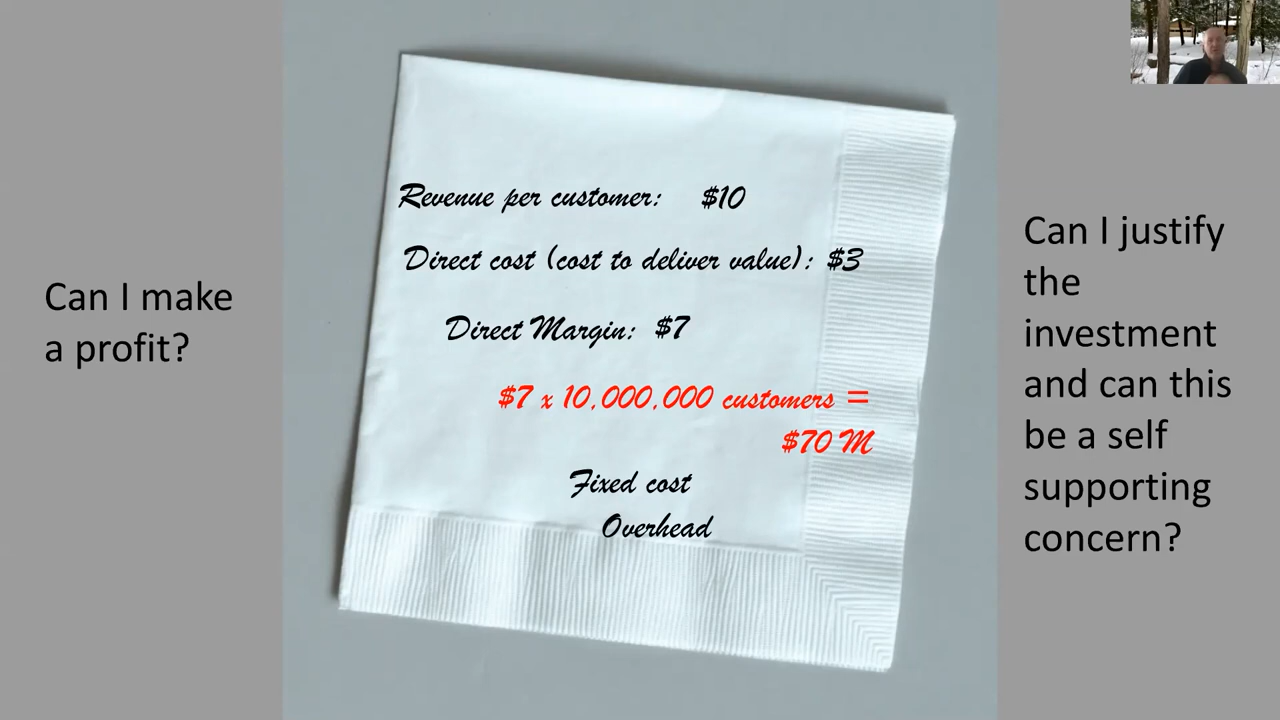 Can I make
a profit?
Revenue per customer: $10
Direct cost (cost to deliver value): $3
Direct Margin: $7
$7 x 10,000,000 customers =
$70 M
Fixed cost
Overhead
Can I justify
the
investment
and can this
be a self
supporting
concern?